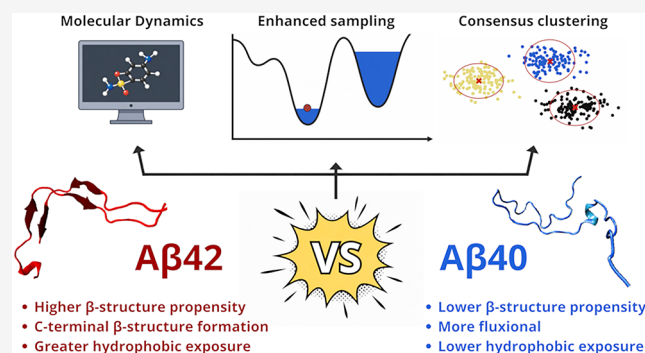 Molecular Dynamics
Enhanced sampling
Consensus clustering
Aβ42
VS
Aβ40
• Higher β-structure propensity
• C-terminal β-structure formation
• Greater hydrophobic exposure
• Lower β-structure propensity
• More fluxional
• Lower hydrophobic exposure